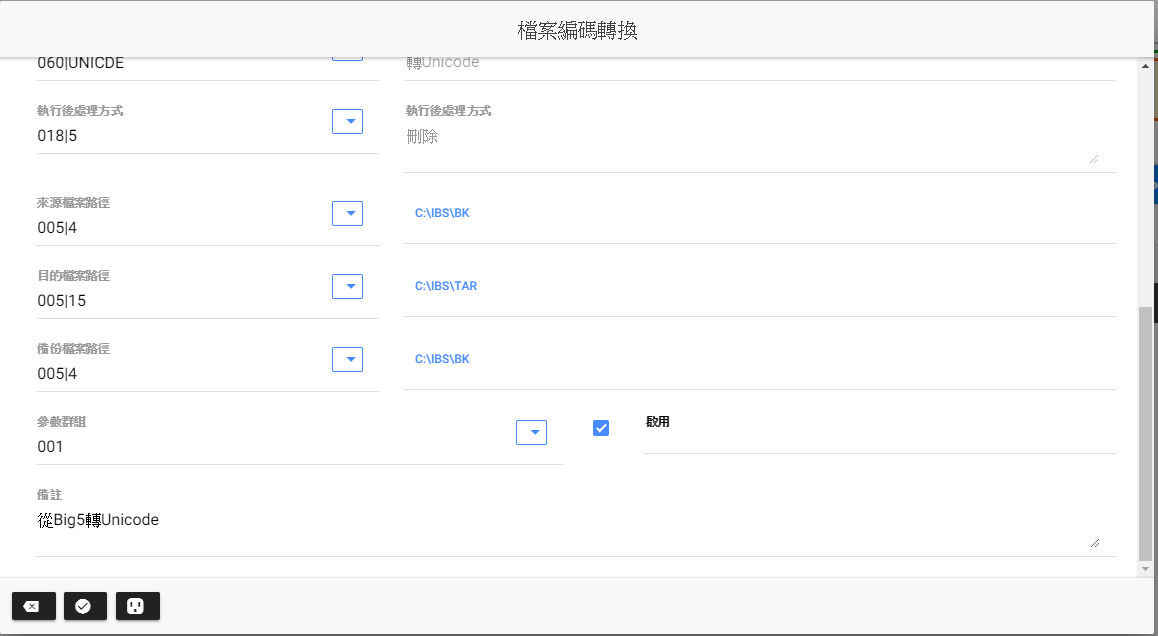 檔案編碼轉換
060|UNICDE
轉Unicode
執行後處理方式
執行後處理方式
018|5
刪除
來源檔案路徑
C:\IBS\BK
005|4
目的檔案路徑
C:\IBS\TAR
005|15
備份檔案路徑
C:\IBS\BK
005|4
參數群組
啟用
001
備註
從Big5轉Unicode